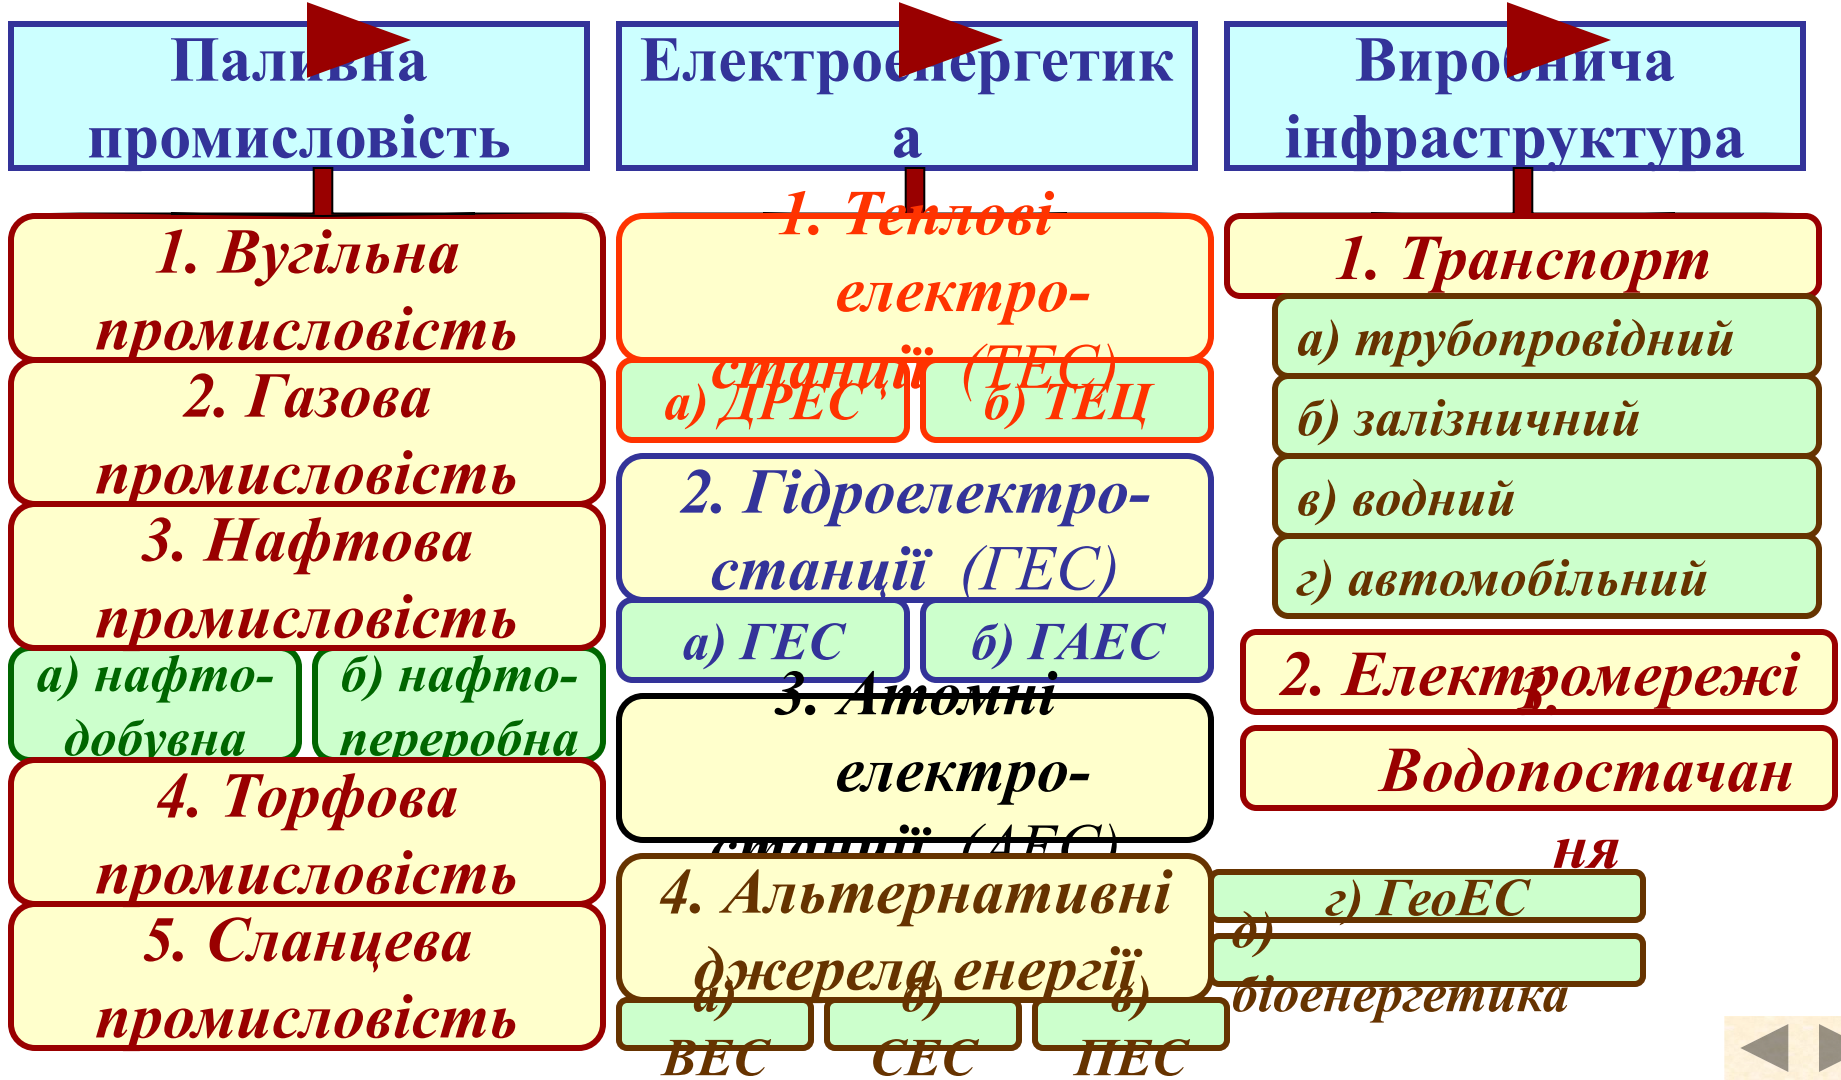 Паливна
промисловість
1. Вугільна
промисловість
2. Газова
промисловість
3. Нафтова
промисловість
а) нафто-
добувна
б) нафто-
переробна
4. Торфова
промисловість
5. Сланцева
промисловість
Електроенергетик
а
1. Теплові
електро-
станції (ТЕС)
а) ДРЕС
б) ТЕЦ
2. Гідроелектро-
станції (ГЕС)
а) ГЕС
б) ГАЕС
3. Атомні
електро-
станції (АЕС)
4. Альтернативні
джерела енергії
а)
ВЕС
б)
СЕС
в)
ПЕС
г) ГеоЕС
д)
біоенергетика
Виробнича
інфраструктура
1. Транспорт
а) трубопровідний
б) залізничний
в) водний
г) автомобільний
2. Електромережі
3.
Водопостачан
ня